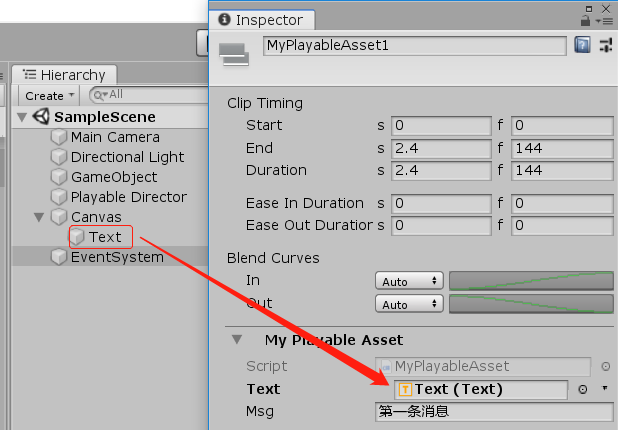 Inspector
MyPlayableAsset1
Hierarchy
Create
All
SampleScene
Main Camera
Directional Light
GameObject
Playable Director
Canvas
Text
EventSystem
Clip Timing
Start s 0 f 0
End s 2.4 f 144
Duration s 2.4 f 144
Ease In Duration s 0 f 0
Ease Out Duration s 0 f 0
Blend Curves
In Auto
Out Auto
My Playable Asset
Script MyPlayableAsset
Text Text (Text)
Msg 第一条消息